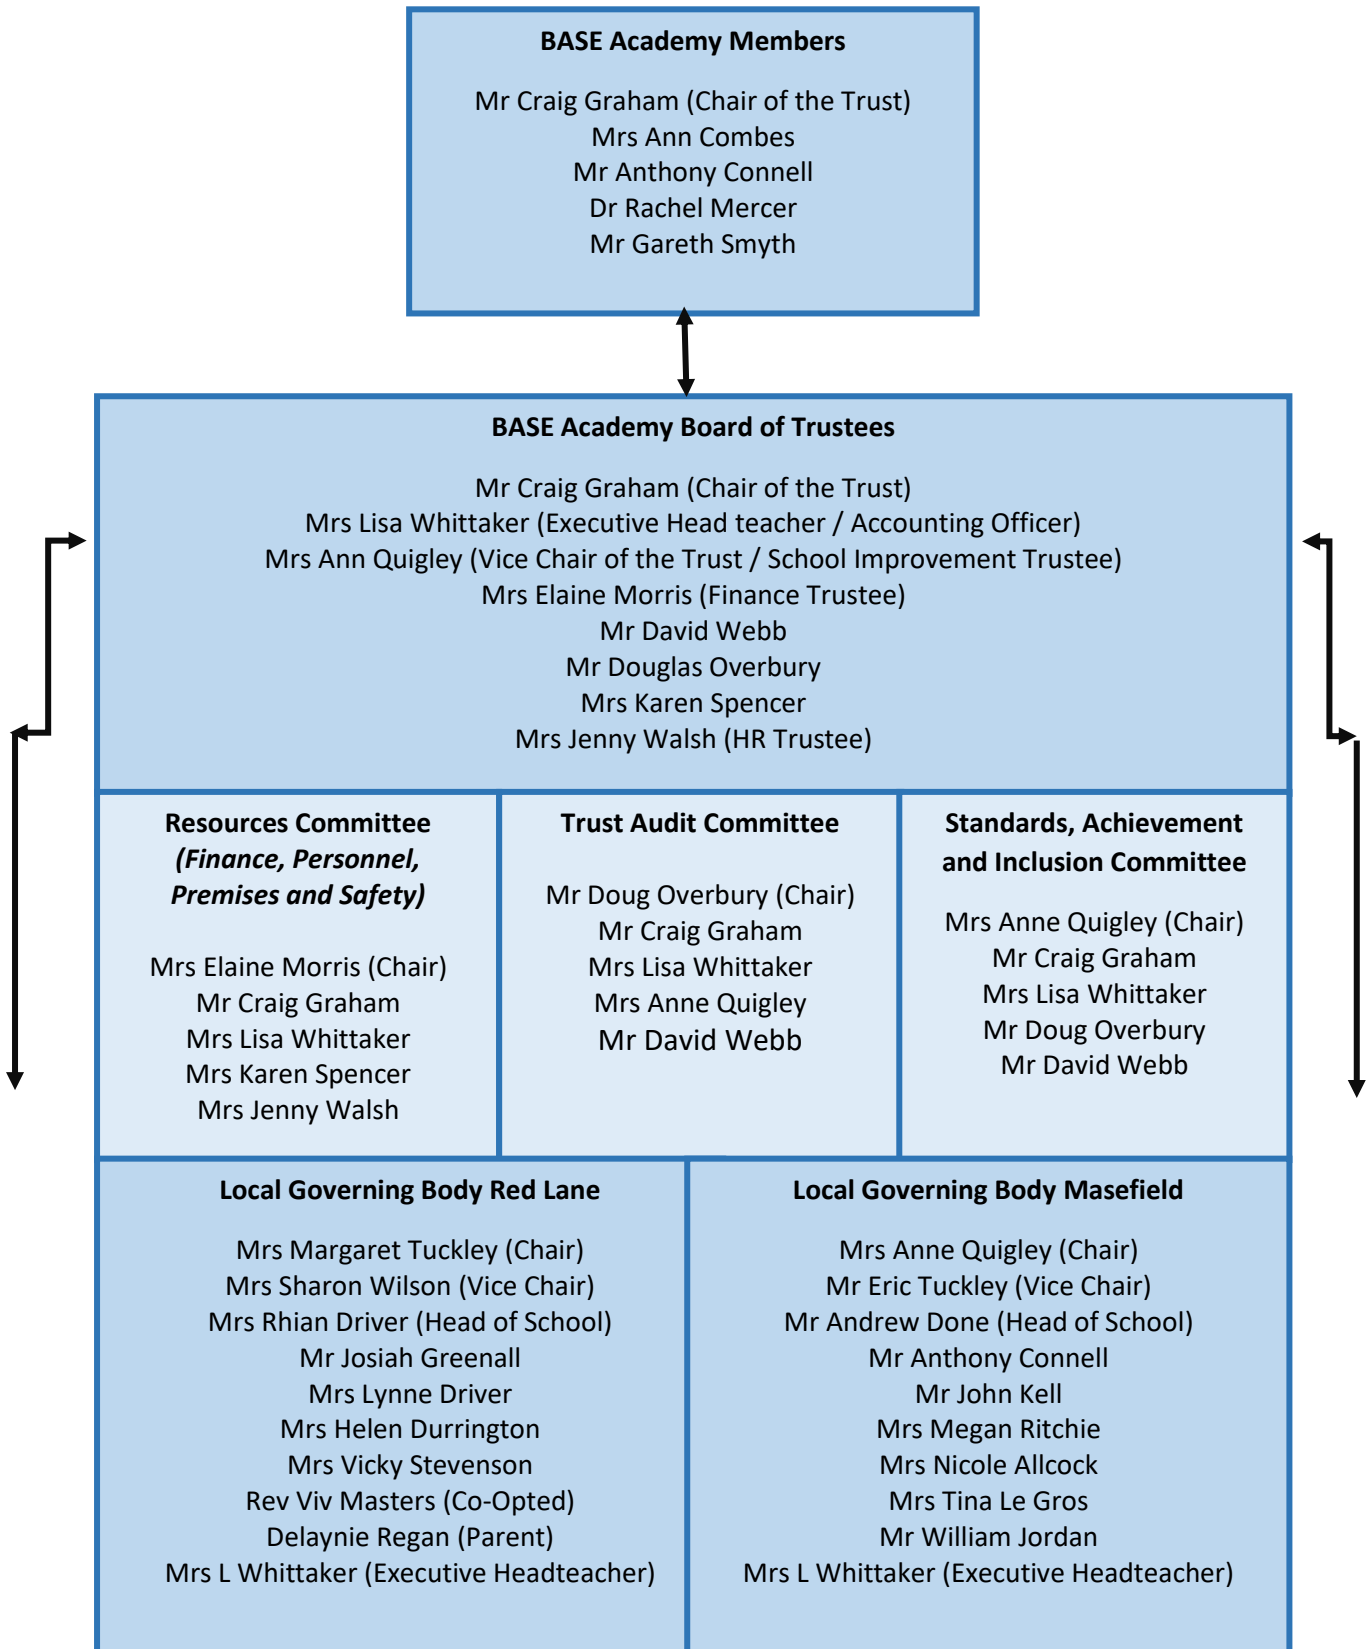 BASE Academy Members
Mr Craig Graham (Chair of the Trust)
Mrs Ann Combes
Mr Anthony Connell
Dr Rachel Mercer
Mr Gareth Smyth
BASE Academy Board of Trustees
Mr Craig Graham (Chair of the Trust)
Mrs Lisa Whittaker (Executive Head teacher / Accounting Officer)
Mrs Ann Quigley (Vice Chair of the Trust / School Improvement Trustee)
Mrs Elaine Morris (Finance Trustee)
Mr David Webb
Mr Douglas Overbury
Mrs Karen Spencer
Mrs Jenny Walsh (HR Trustee)
Resources Committee
(Finance, Personnel,
Premises and Safety)
Mrs Elaine Morris (Chair)
Mr Craig Graham
Mrs Lisa Whittaker
Mrs Karen Spencer
Mrs Jenny Walsh
Trust Audit Committee
Mr Doug Overbury (Chair)
Mr Craig Graham
Mrs Lisa Whittaker
Mrs Anne Quigley
Mr David Webb
Standards, Achievement
and Inclusion Committee
Mrs Anne Quigley (Chair)
Mr Craig Graham
Mrs Lisa Whittaker
Mr Doug Overbury
Mr David Webb
Local Governing Body Red Lane
Mrs Margaret Tuckley (Chair)
Mrs Sharon Wilson (Vice Chair)
Mrs Rhian Driver (Head of School)
Mr Josiah Greenall
Mrs Lynne Driver
Mrs Helen Durrington
Mrs Vicky Stevenson
Rev Viv Masters (Co-Opted)
Delaynie Regan (Parent)
Mrs L Whittaker (Executive Headteacher)
Local Governing Body Masefield
Mrs Anne Quigley (Chair)
Mr Eric Tuckley (Vice Chair)
Mr Andrew Done (Head of School)
Mr Anthony Connell
Mr John Kell
Mrs Megan Ritchie
Mrs Nicole Allcock
Mrs Tina Le Gros
Mr William Jordan
Mrs L Whittaker (Executive Headteacher)